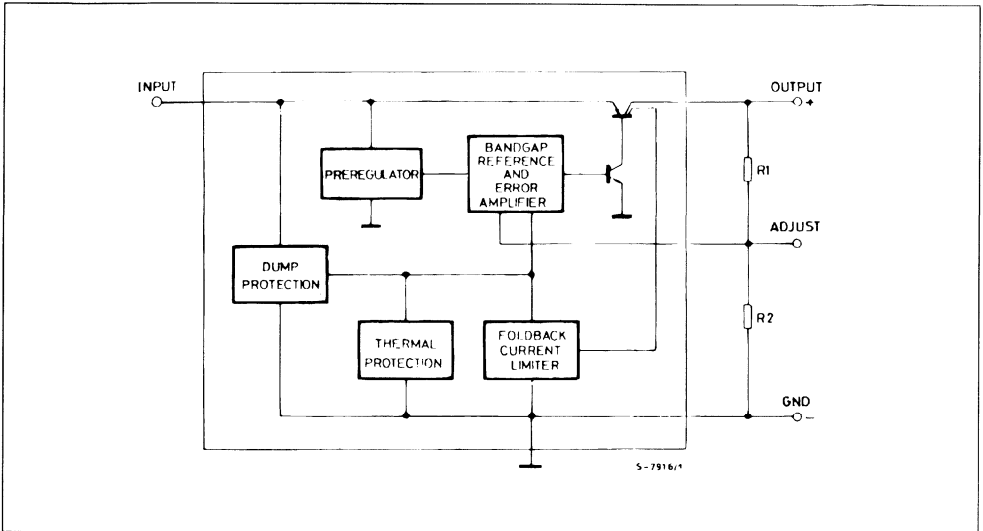 INPUT
OUTPUT
+
BANDGAP
REFERENCE
AND
ERROR
AMPLIFIER
PREREGULATOR
R1
ADJUST
DUMP
PROTECTION
THERMAL
PROTECTION
FOLDBACK
CURRENT
LIMITER
R2
GND
-
S-7916/1